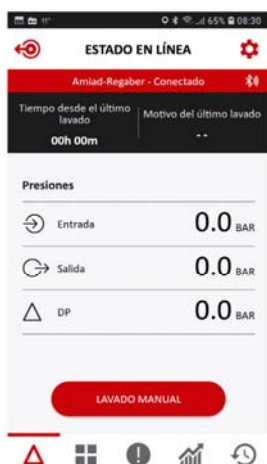 11° 65% 08:30
ESTADO EN LÍNEA
Amiad-Regaber - Conectado
Tiempo desde el último lavado
00h 00m
Motivo del último lavado
--
Presiones
Entrada 0.0 BAR
Salida 0.0 BAR
DP 0.0 BAR
LAVADO MANUAL